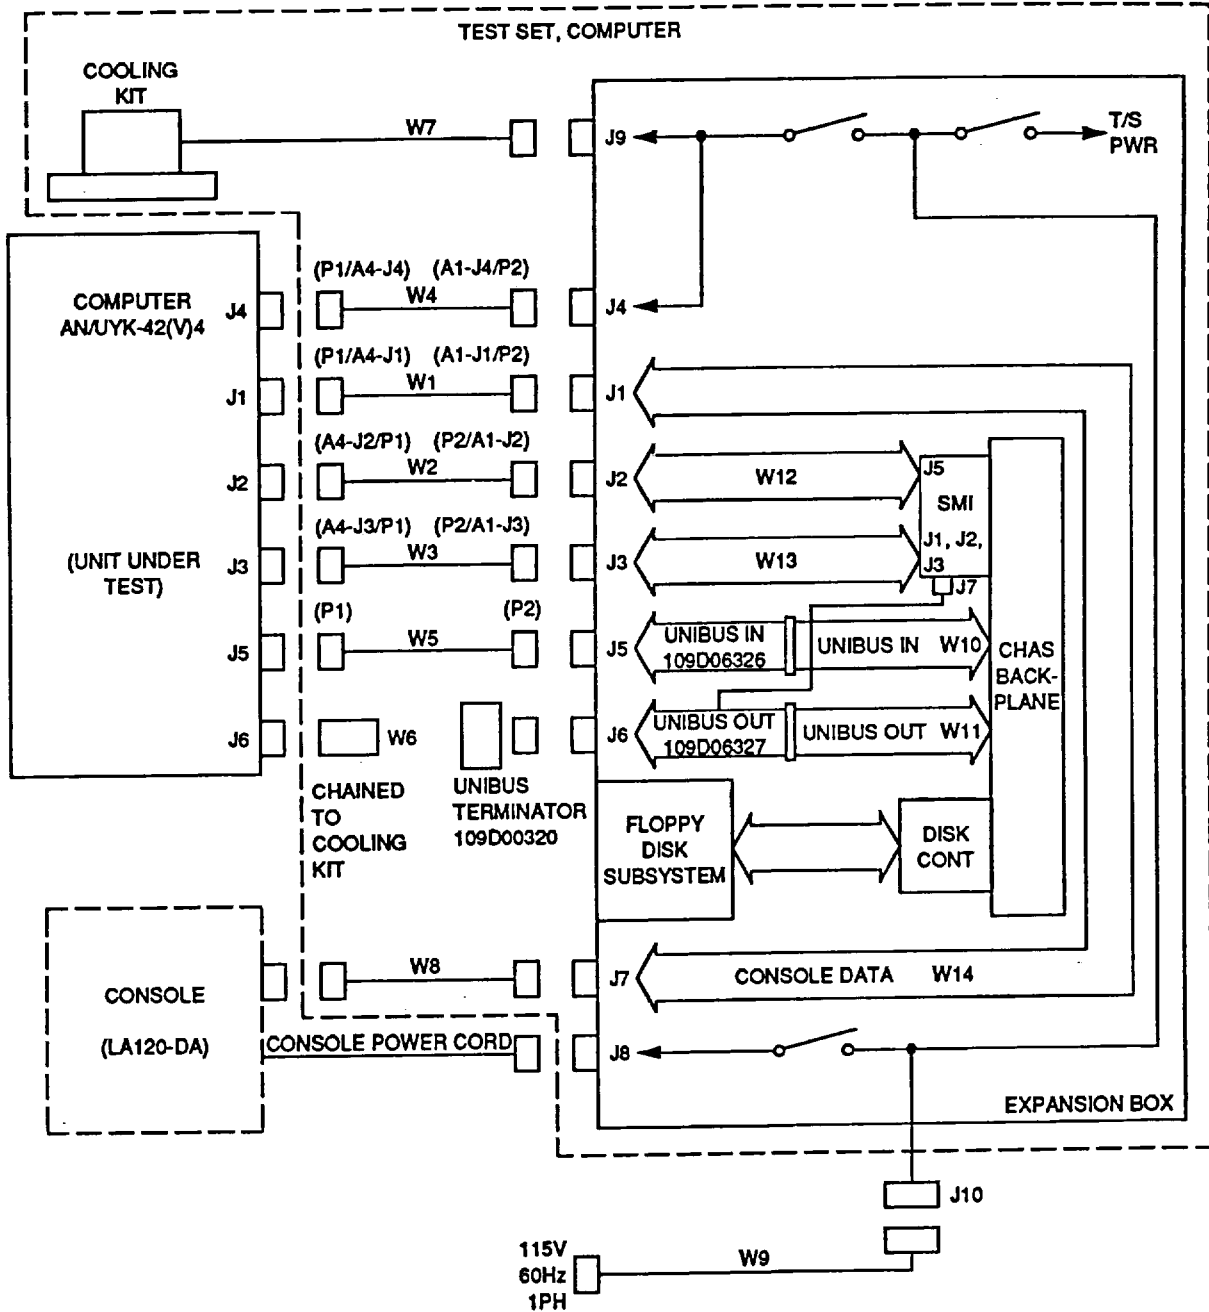 TEST SET, COMPUTER
COOLING
KIT
W7
J9
T/S
PWR
(P1/A4-J4) (A1-J4/P2)
COMPUTER
AN/UYK-42(V)4
J4
W4
J4
(P1/A4-J1) (A1-J1/P2)
J1
W1
J1
(A4-J2/P1) (P2/A1-J2)
J2
W2
J2
W12
J5
SMI
J1, J2,
J3
J7
(A4-J3/P1) (P2/A1-J3)
(UNIT UNDER
TEST)
J3
W3
J3
W13
(P1) (P2)
J5
W5
J5
UNIBUS IN
109D06326
UNIBUS IN W10
CHAS
BACK-
PLANE
J6
W6
J6
UNIBUS OUT
109D06327
UNIBUS OUT W11
CHAINED
TO
COOLING
KIT
UNIBUS
TERMINATOR
109D00320
FLOPPY
DISK
SUBSYSTEM
DISK
CONT
W8
J7
CONSOLE DATA W14
CONSOLE
(LA120-DA)
CONSOLE POWER CORD
J8
EXPANSION BOX
J10
115V
60Hz
1PH
W9